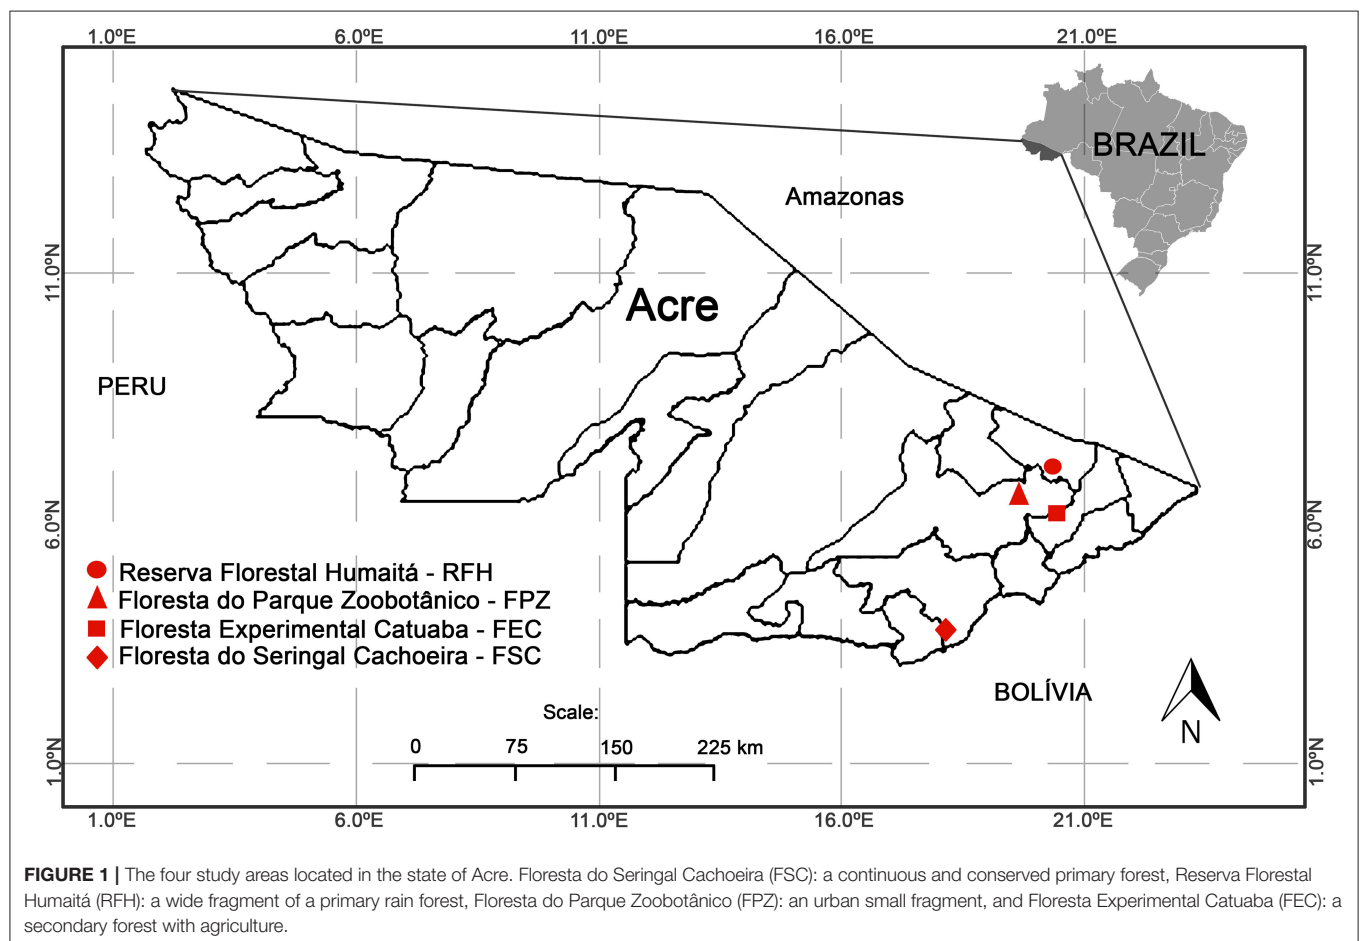 1.0ºE 6.0ºE 11.0ºE 16.0ºE 21.0ºE
BRAZIL
Amazonas
11.0ºN 11.0ºN
Acre
PERU
6.0ºN 6.0ºN
Reserva Florestal Humaitá - RFH
Floresta do Parque Zoobotânico - FPZ
Floresta Experimental Catuaba - FEC
Floresta do Seringal Cachoeira - FSC
BOLÍVIA
Scale:
N
0 75 150 225 km
1.0ºN 1.0ºN
1.0ºE 6.0ºE 11.0ºE 16.0ºE 21.0ºE
FIGURE 1 | The four study areas located in the state of Acre. Floresta do Seringal Cachoeira (FSC): a continuous and conserved primary forest, Reserva Florestal
Humaitá (RFH): a wide fragment of a primary rain forest, Floresta do Parque Zoobotânico (FPZ): an urban small fragment, and Floresta Experimental Catuaba (FEC): a
secondary forest with agriculture.